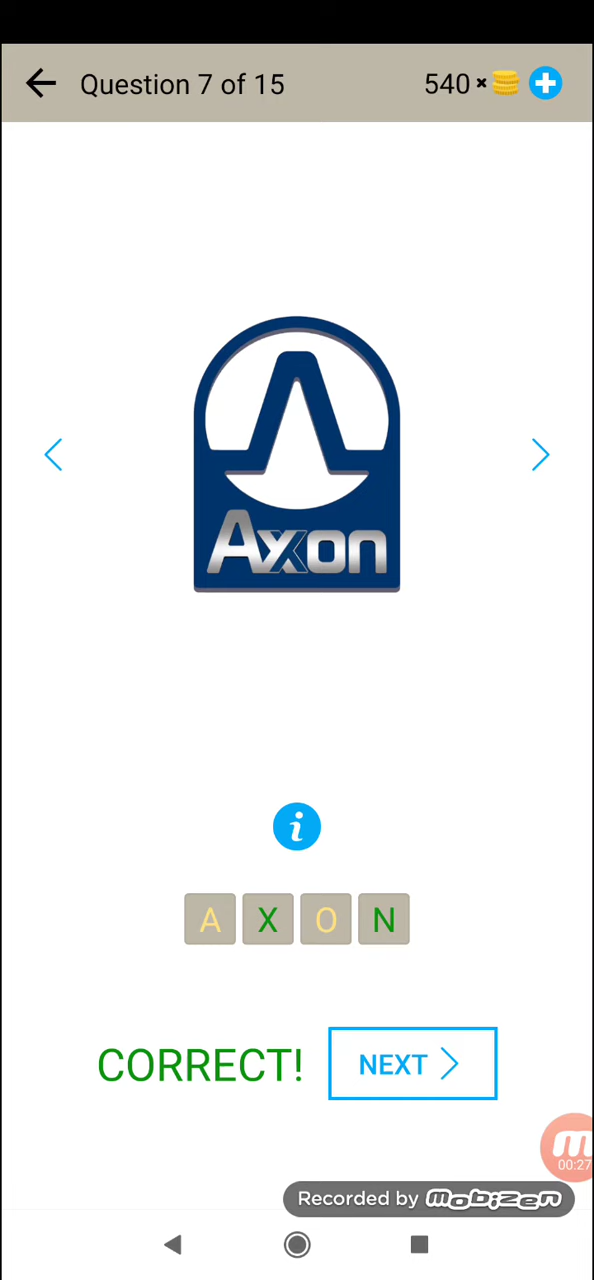 Question 7 of 15
540 ×
Axon
i
A X O N
CORRECT!
NEXT
00:27
Recorded by mobizen